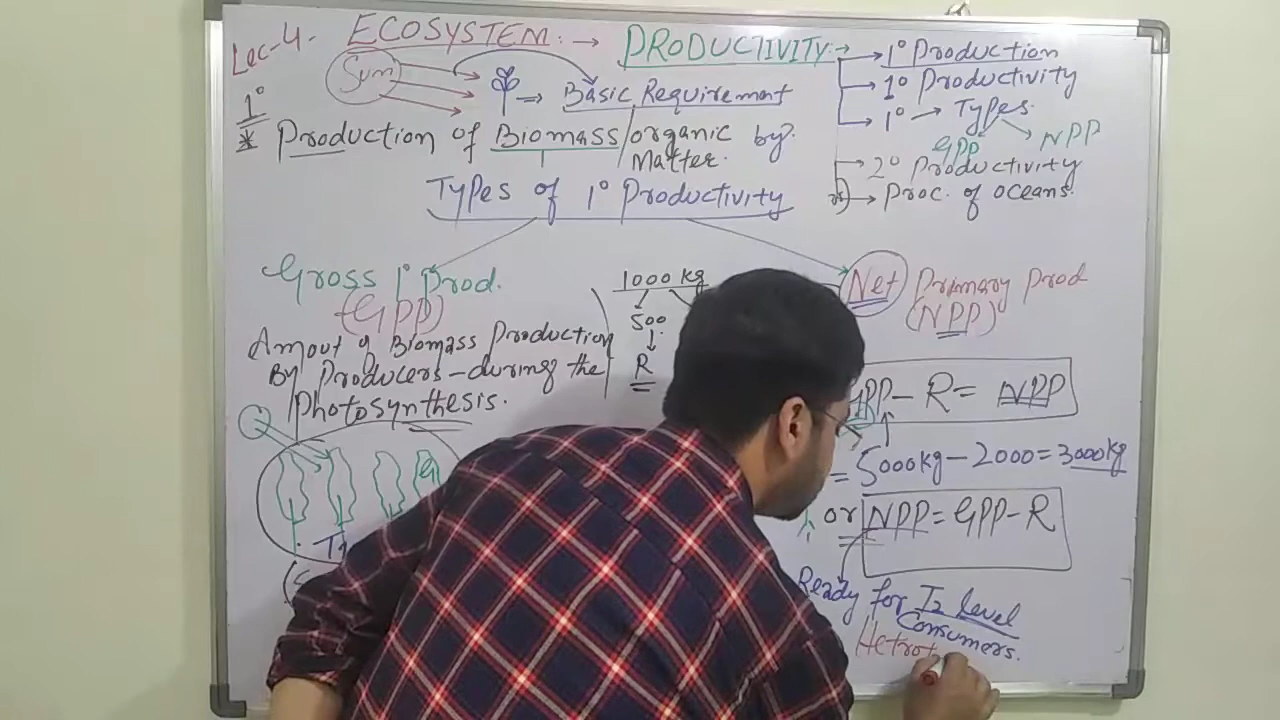 Lec-4. ECOSYSTEM: → PRODUCTIVITY: →
1° Production
1° Productivity
1° → Types.
GPP NPP
2° Productivity
→ Proc. of oceans.
Sun
⇒ Basic Requirement
1°
* Production of Biomass/organic Matter. by.
Types of 1° Productivity
Gross 1° Prod.
(GPP)
Amout of Biomass Production
By Producers - during the
Photosynthesis.
T1
1000 kg
500
R
Net Primary Prod
(NPP)
GPP - R = NPP
= 5000kg - 2000 = 3000kg
or NPP = GPP - R
Ready for T2 level
Consumers.
Hetrot